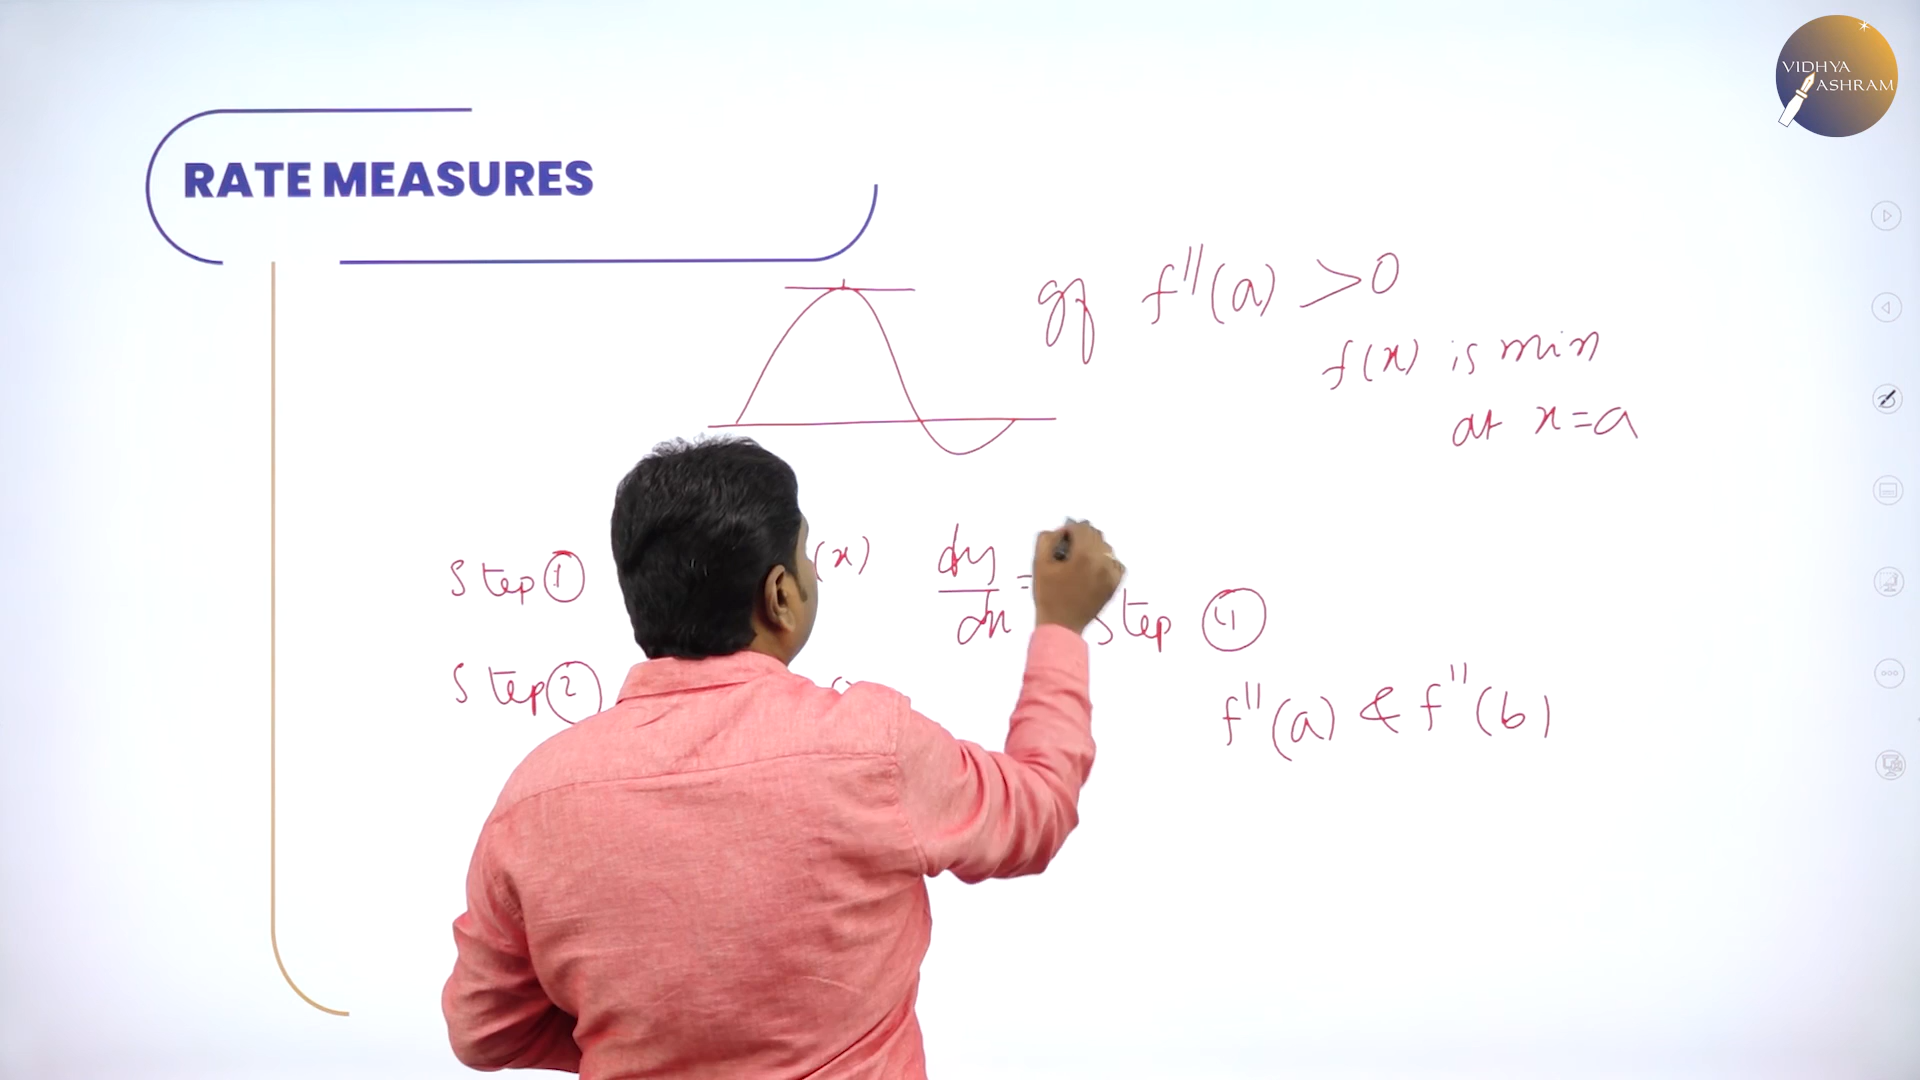 VIDHYA
ASHRAM
RATE MEASURES
If f''(a) > 0
f(x) is min
at x = a
Step 1
(x)
dy/dx =
Step 4
Step 2
f''(a) & f''(b)